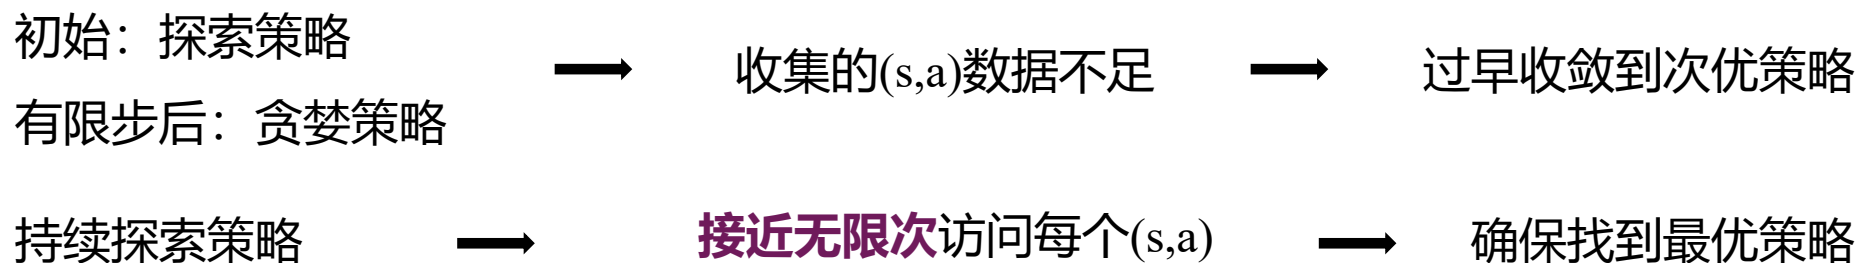 初始：探索策略
有限步后：贪婪策略
收集的(s,a)数据不足
过早收敛到次优策略
持续探索策略
接近无限次访问每个(s,a)
确保找到最优策略